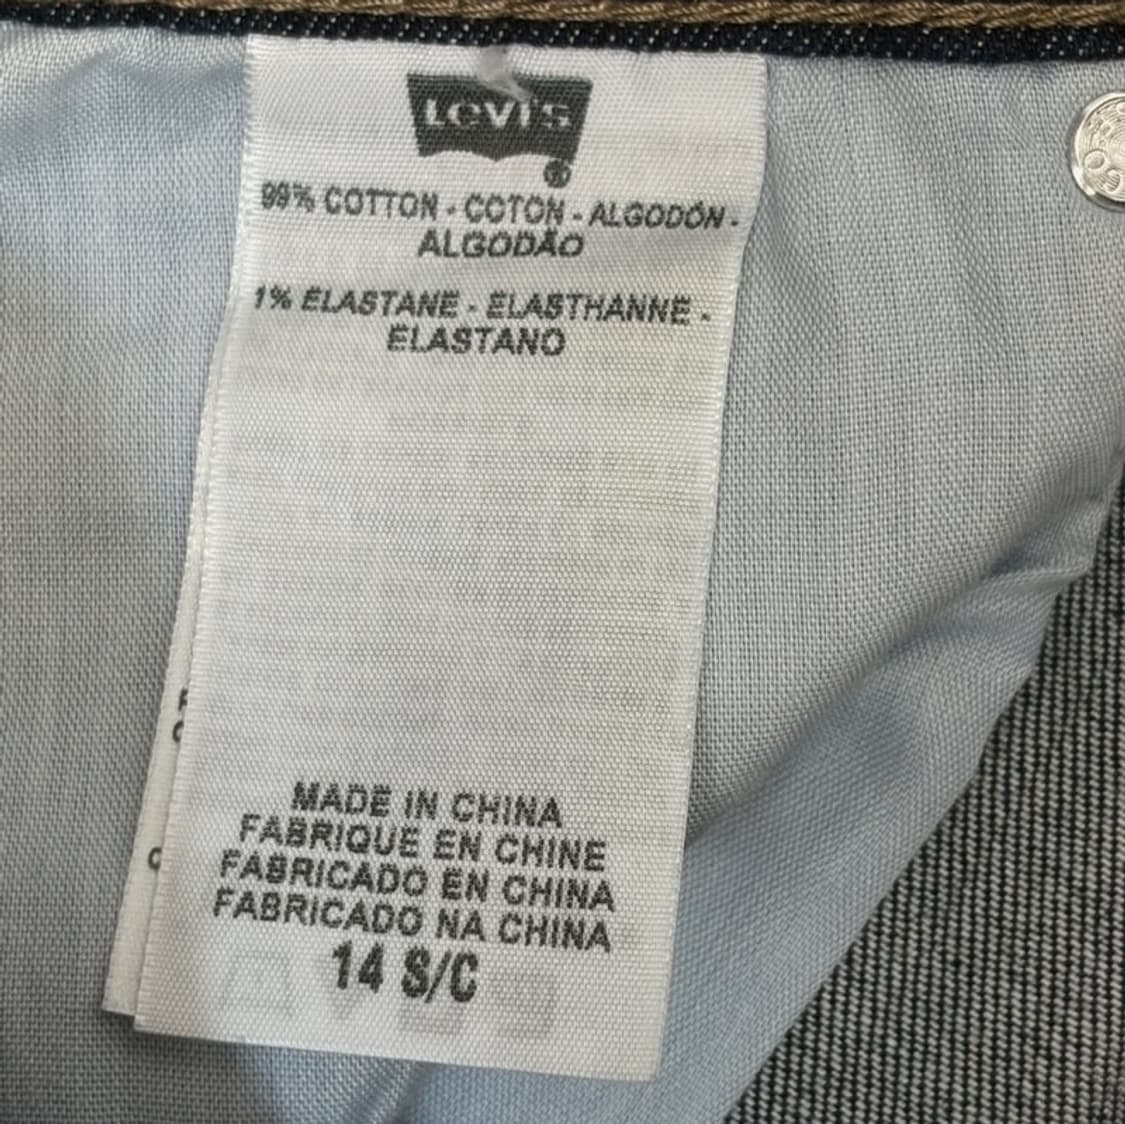 Levi's
®
99% COTTON - COTON - ALGODÓN -
ALGODÃO
1% ELASTANE - ELASTHANNE -
ELASTANO
MADE IN CHINA
FABRIQUE EN CHINE
FABRICADO EN CHINA
FABRICADO NA CHINA
14 S/C